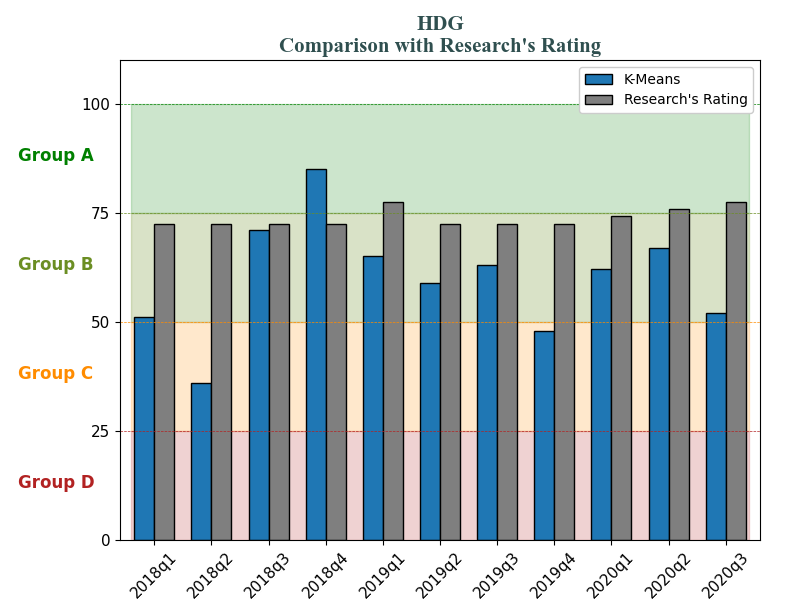 HDG
Comparison with Research's Rating
K-Means
Research's Rating
100
Group A
75
Group B
50
Group C
25
Group D
0
2018q1
2018q2
2018q3
2018q4
2019q1
2019q2
2019q3
2019q4
2020q1
2020q2
2020q3